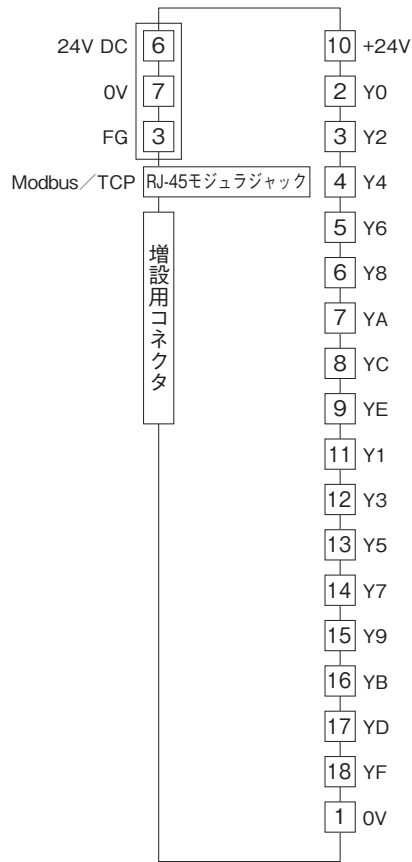 24V DC 6
0V 7
FG 3
Modbus／TCP RJ-45モジュラジャック
増設用コネクタ
10 +24V
2 Y0
3 Y2
4 Y4
5 Y6
6 Y8
7 YA
8 YC
9 YE
11 Y1
12 Y3
13 Y5
14 Y7
15 Y9
16 YB
17 YD
18 YF
1 0V